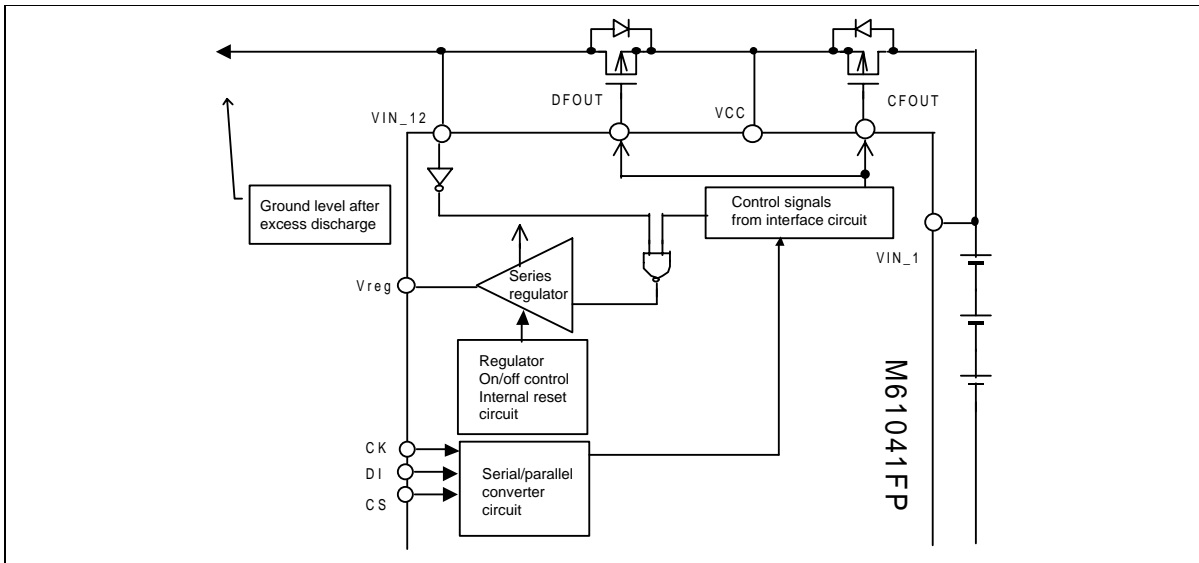 DFOUT
CFOUT
VCC
VIN_12
Ground level after
excess discharge
Control signals
from interface circuit
VIN_1
Series
regulator
Vreg
Regulator
On/off control
Internal reset
circuit
M61041FP
CK
DI
CS
Serial/parallel
converter
circuit